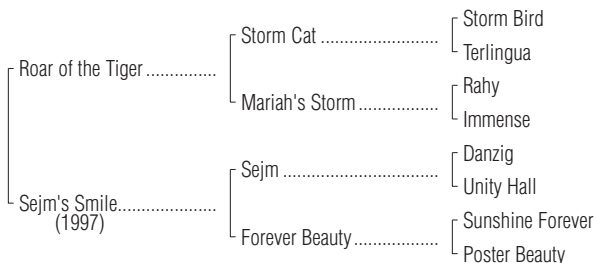 Storm Bird
Storm Cat ........................
Terlingua
Roar of the Tiger ...............
Rahy
Mariah's Storm .................
Immense
Danzig
Sejm ................................
Unity Hall
Sejm's Smile.....................
(1997)
Sunshine Forever
Forever Beauty..................
Poster Beauty